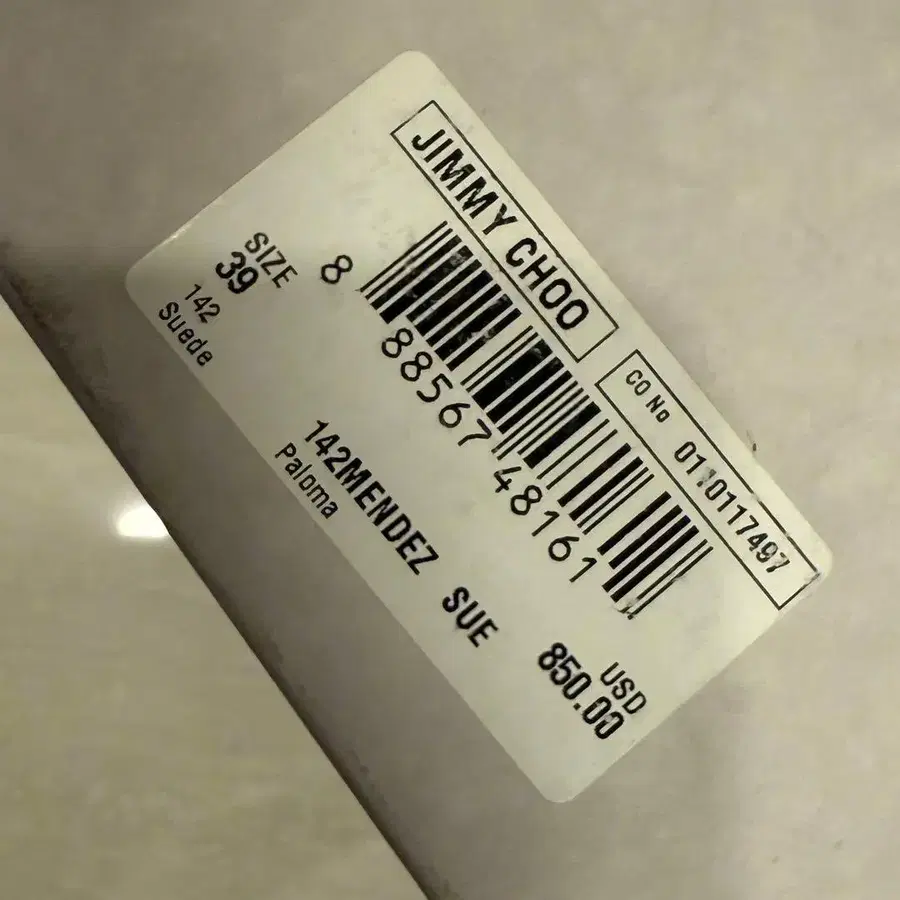 JIMMY CHOO
CO No 0110117497
8 88567 48161
SIZE
39
142
Suede
142MENDEZ SUE
Paloma
USD
850.00